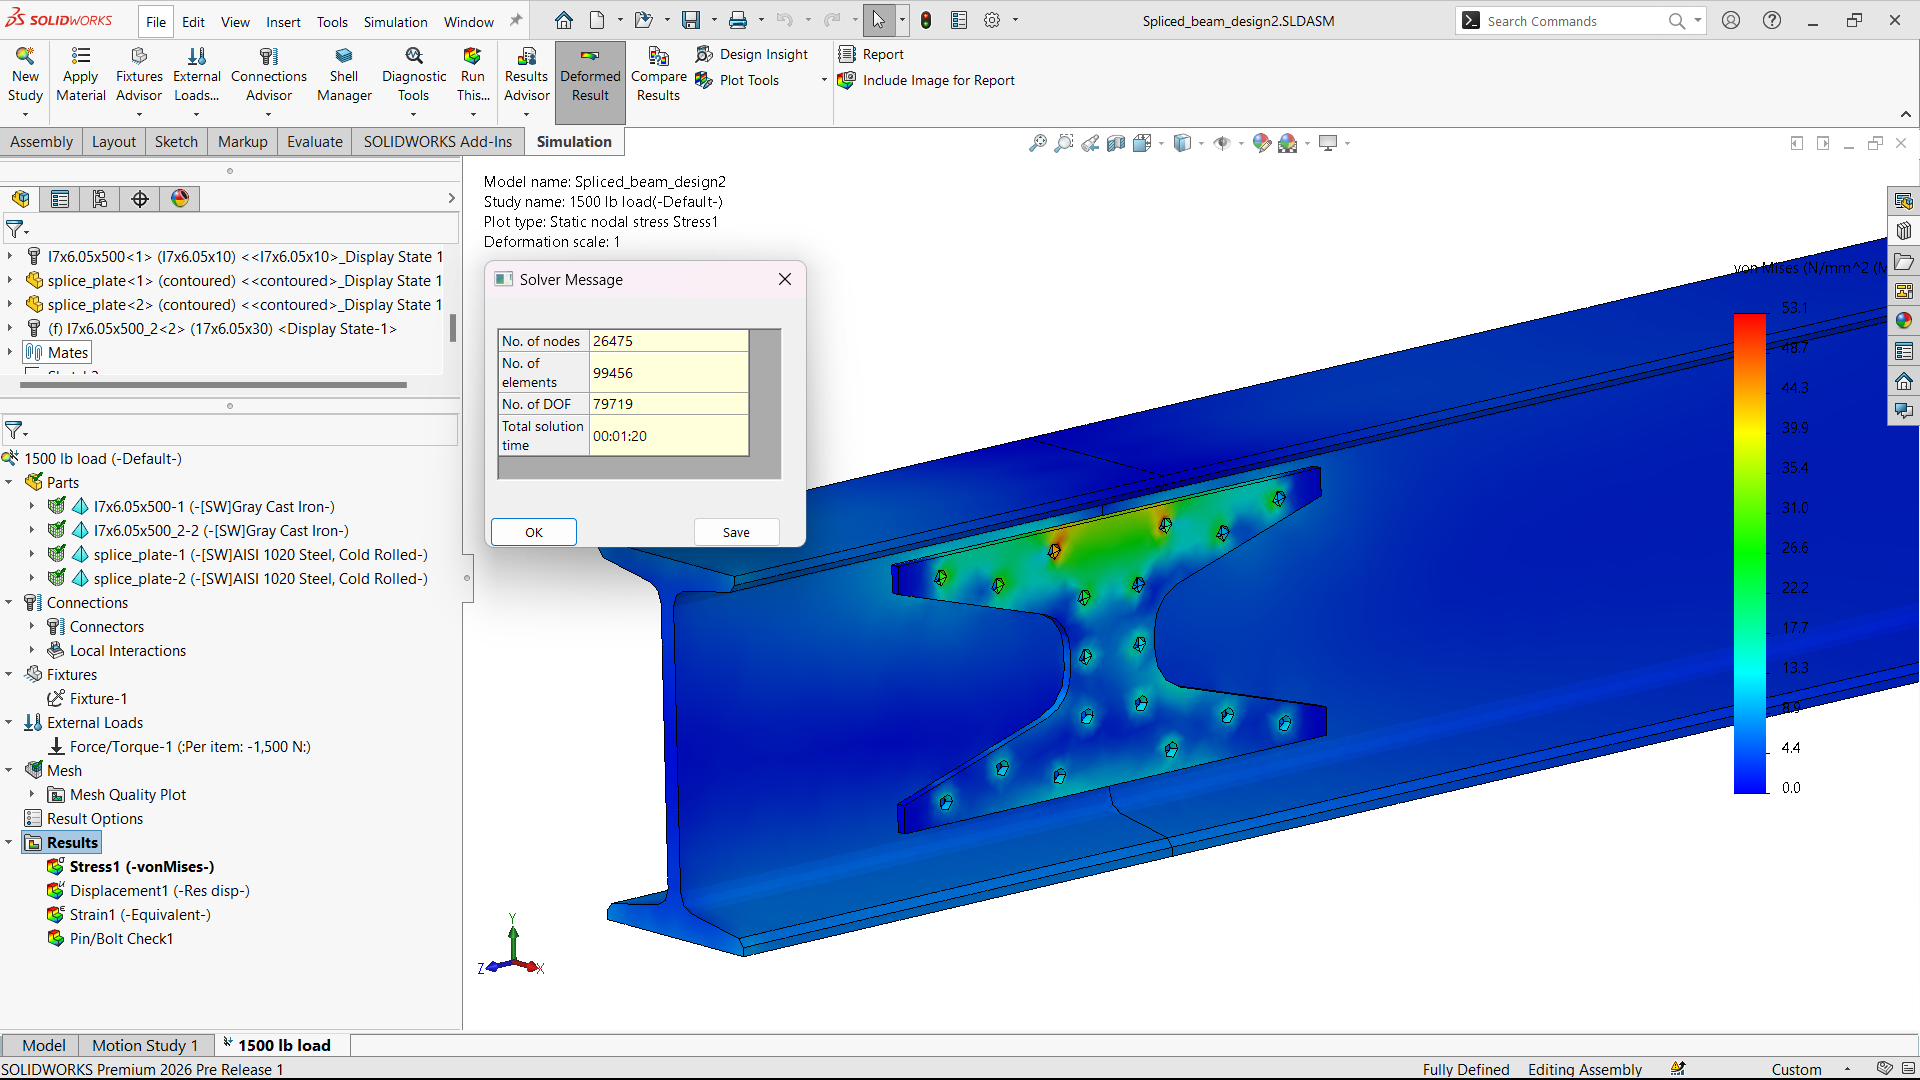 SOLIDWORKS
File Edit View Insert Tools Simulation Window
Spliced_beam_design2.SLDASM
Search Commands
New Study
Apply Material
Fixtures Advisor
External Loads...
Connections Advisor
Shell Manager
Diagnostic Tools
Run This...
Results Advisor
Deformed Result
Compare Results
Design Insight
Plot Tools
Report
Include Image for Report
Assembly Layout Sketch Markup Evaluate SOLIDWORKS Add-Ins Simulation
I7x6.05x500<1> (I7x6.05x10) <<I7x6.05x10>_Display State 1
splice_plate<1> (contoured) <<contoured>_Display State 1
splice_plate<2> (contoured) <<contoured>_Display State 1
(f) I7x6.05x500_2<2> (17x6.05x30) <Display State-1>
Mates
1500 lb load (-Default-)
Parts
I7x6.05x500-1 (-[SW]Gray Cast Iron-)
I7x6.05x500_2-2 (-[SW]Gray Cast Iron-)
splice_plate-1 (-[SW]AISI 1020 Steel, Cold Rolled-)
splice_plate-2 (-[SW]AISI 1020 Steel, Cold Rolled-)
Connections
Connectors
Local Interactions
Fixtures
Fixture-1
External Loads
Force/Torque-1 (:Per item: -1,500 N:)
Mesh
Mesh Quality Plot
Result Options
Results
Stress1 (-vonMises-)
Displacement1 (-Res disp-)
Strain1 (-Equivalent-)
Pin/Bolt Check1
Model name: Spliced_beam_design2
Study name: 1500 lb load(-Default-)
Plot type: Static nodal stress Stress1
Deformation scale: 1
Solver Message
No. of nodes 26475
No. of elements 99456
No. of DOF 79719
Total solution time 00:01:20
OK Save
von Mises (N/mm^2 (M
53.1
48.7
44.3
39.9
35.4
31.0
26.6
22.2
17.7
13.3
8.9
4.4
0.0
Y
Z X
Model Motion Study 1 1500 lb load
SOLIDWORKS Premium 2026 Pre Release 1
Fully Defined Editing Assembly Custom